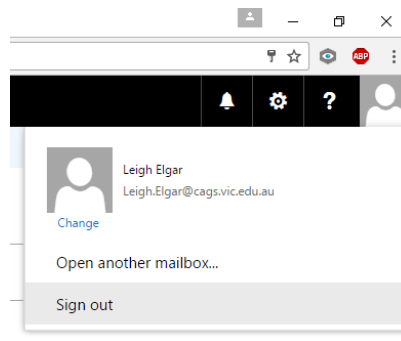 ABP
?
Leigh Elgar
Leigh.Elgar@cags.vic.edu.au
Change
Open another mailbox...
Sign out